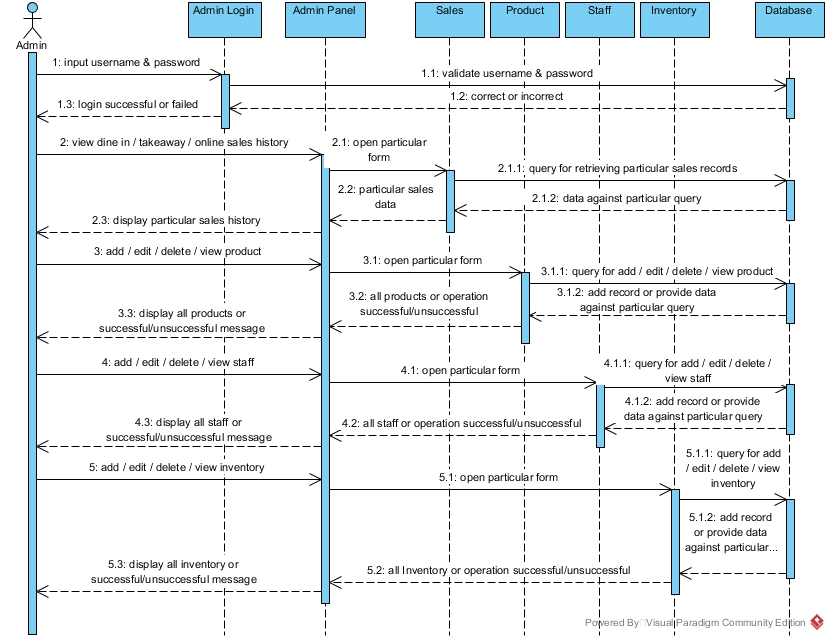 Admin Login
Admin Panel
Sales
Product
Staff
Inventory
Database
Admin
1: input username & password
1.1: validate username & password
1.2: correct or incorrect
1.3: login successful or failed
2: view dine in / takeaway / online sales history
2.1: open particular
form
2.1.1: query for retrieving particular sales records
2.2: particular sales
data
2.1.2: data against particular query
2.3: display particular sales history
3: add / edit / delete / view product
3.1: open particular form
3.1.1: query for add / edit / delete / view product
3.1.2: add record or provide data
against particular query
3.2: all products or operation
successful/unsuccessful
3.3: display all products or
successful/unsuccessful message
4: add / edit / delete / view staff
4.1: open particular form
4.1.1: query for add / edit / delete /
view staff
4.1.2: add record or provide
data against particular query
4.2: all staff or operation successful/unsuccessful
4.3: display all staff or
successful/unsuccessful message
5: add / edit / delete / view inventory
5.1: open particular form
5.1.1: query for add
/ edit / delete / view
inventory
5.1.2: add record
or provide data
against particular...
5.2: all Inventory or operation successful/unsuccessful
5.3: display all inventory or
successful/unsuccessful message
Powered By Visual Paradigm Community Edition